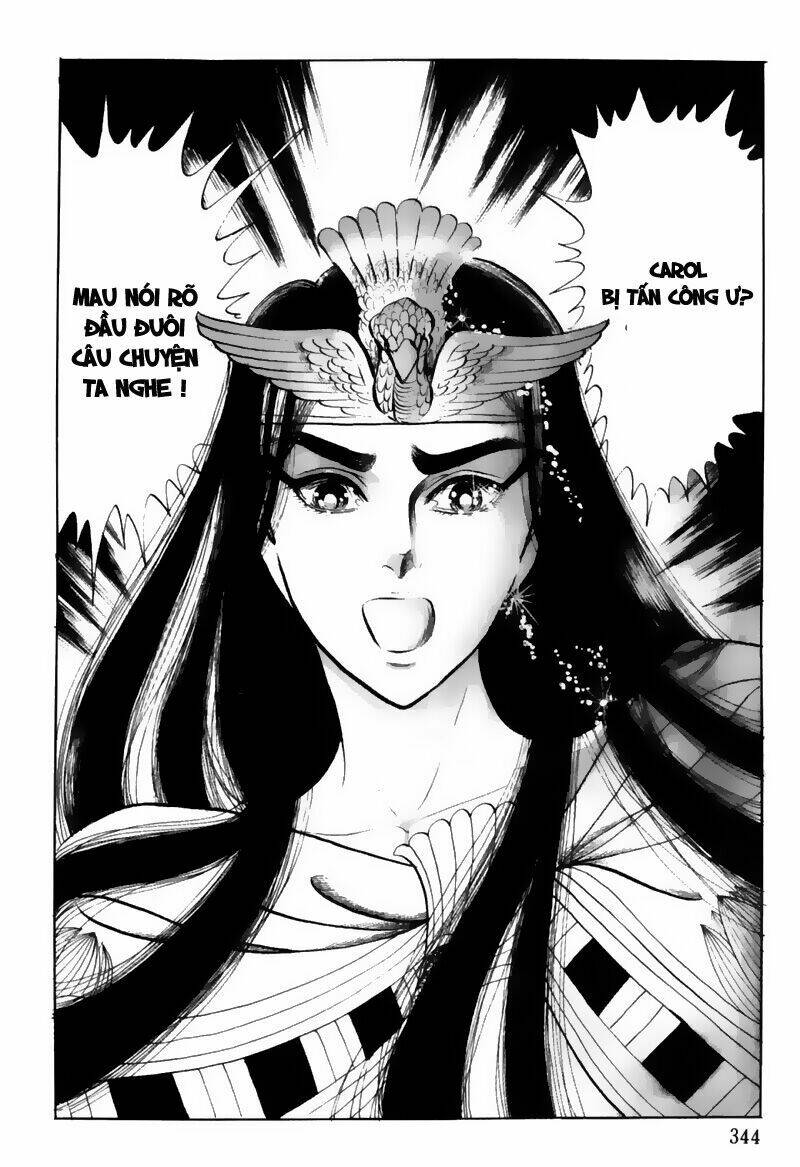 CAROL
BỊ TẤN CÔNG Ư?
MAU NÓI RÕ
ĐẦU ĐUÔI
CÂU CHUYỆN
TA NGHE !
344